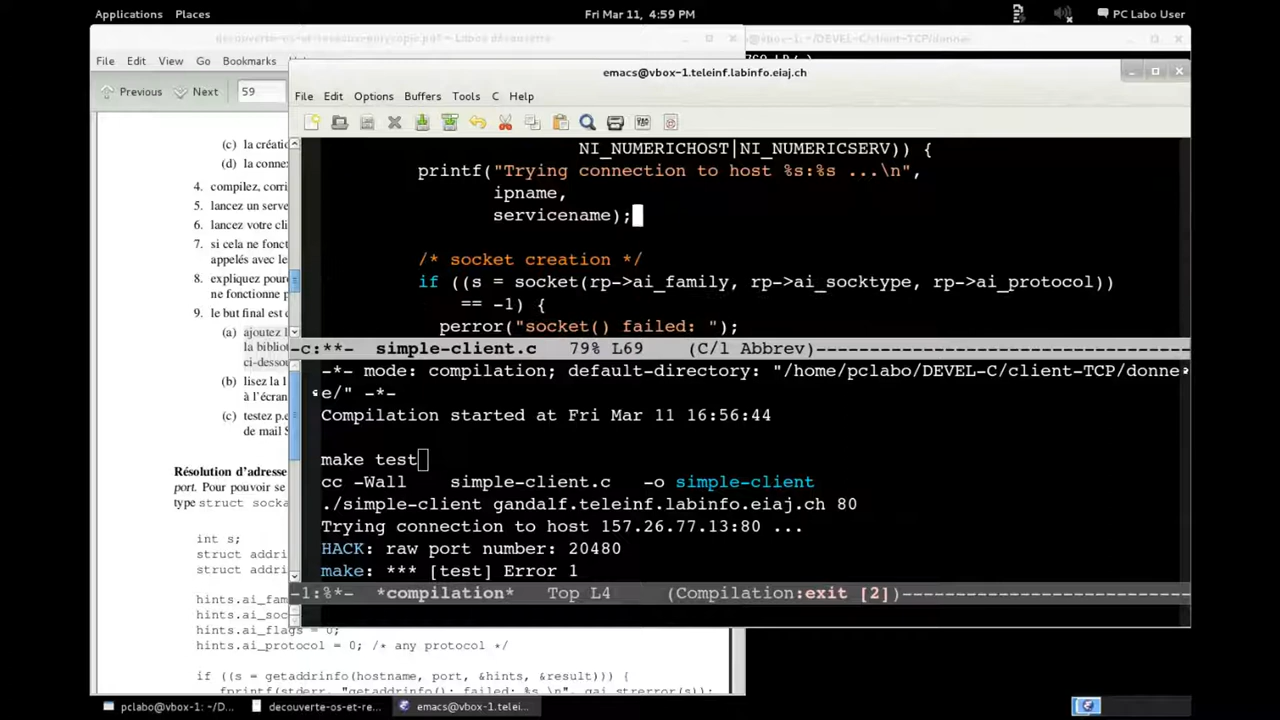 Applications Places Fri Mar 11, 4:59 PM PC Labo User
File Edit View Go Bookmarks
Previous Next 59
(c) la créatio
(d) la conne
4. compilez, corri
5. lancez un serve
6. lancez votre cli
7. si cela ne fonct
appelés avec le
8. expliquez pour
ne fonctionne p
9. le but final est
(a) ajoutez l
la biblio
ci-desso
(b) lisez la l
à l'écran
(c) testez p.e
de mail S
Résolution d'adresse
port. Pour pouvoir se
type struct socka
int s;
struct addri
struct addri
hints.ai_fam
hints.ai_soc
hints.ai_flags = 0;
hints.ai_protocol = 0; /* any protocol */
if ((s = getaddrinfo(hostname, port, &hints, &result))) {
fprintf(stderr, "getaddrinfo(): failed: %s.\n", gai_strerror(s));
emacs@vbox-1.teleinf.labinfo.eiaj.ch
File Edit Options Buffers Tools C Help
NI_NUMERICHOST|NI_NUMERICSERV)) {
printf("Trying connection to host %s:%s ...\n",
ipname,
servicename);
/* socket creation */
if ((s = socket(rp->ai_family, rp->ai_socktype, rp->ai_protocol))
== -1) {
perror("socket() failed: ");
-c:**- simple-client.c 79% L69 (C/l Abbrev)-----------------------------------
-*- mode: compilation; default-directory: "/home/pclabo/DEVEL-C/client-TCP/donne
e/" -*-
Compilation started at Fri Mar 11 16:56:44
make test
cc -Wall simple-client.c -o simple-client
./simple-client gandalf.teleinf.labinfo.eiaj.ch 80
Trying connection to host 157.26.77.13:80 ...
HACK: raw port number: 20480
make: *** [test] Error 1
-1:%*- *compilation* Top L4 (Compilation:exit [2])---------------------------
pclabo@vbox-1: ~/D... decouverte-os-et-re... emacs@vbox-1.telei...